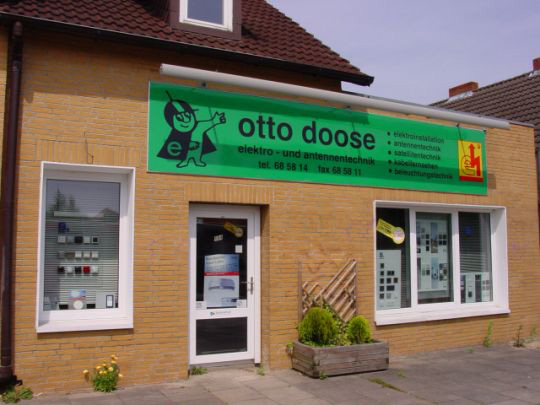 otto doose
elektro - und antennentechnik
tel. 68 58 14 fax 68 58 11
• elektroinstallation
• antennentechnik
• satellitentechnik
• kabelfernsehen
• beleuchtungstechnik
e